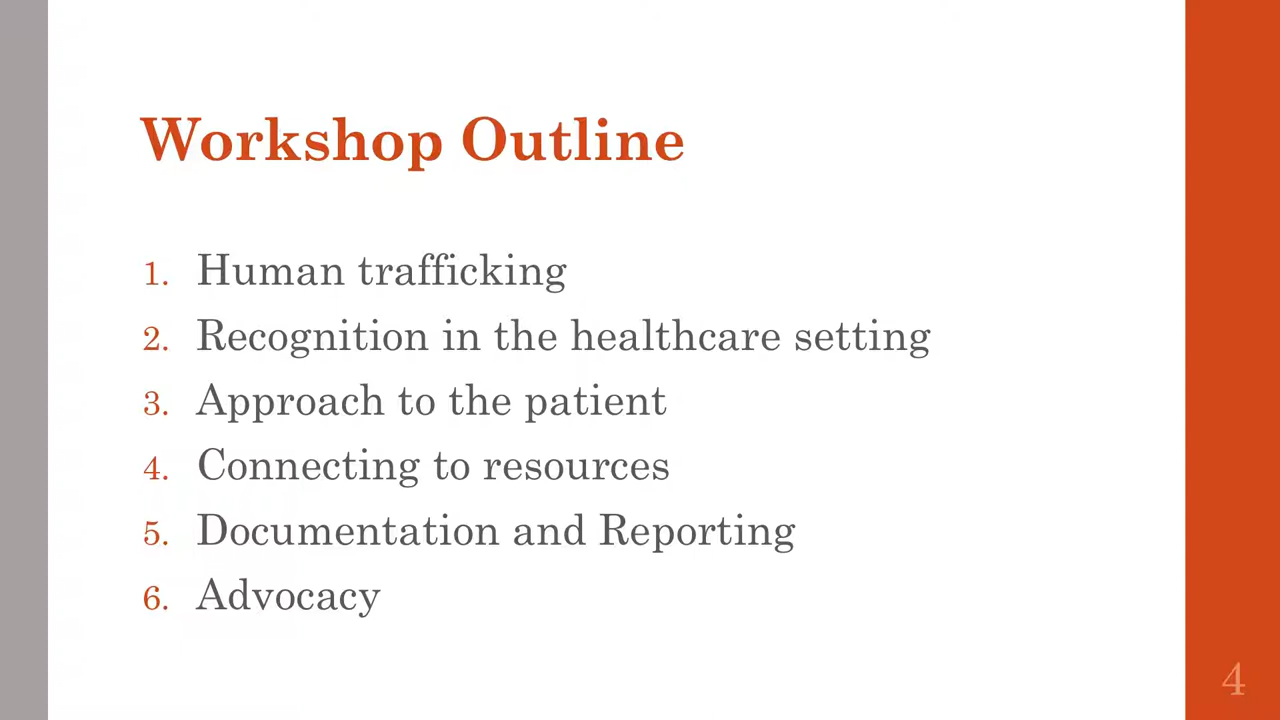 Workshop Outline
1. Human trafficking
2. Recognition in the healthcare setting
3. Approach to the patient
4. Connecting to resources
5. Documentation and Reporting
6. Advocacy
4